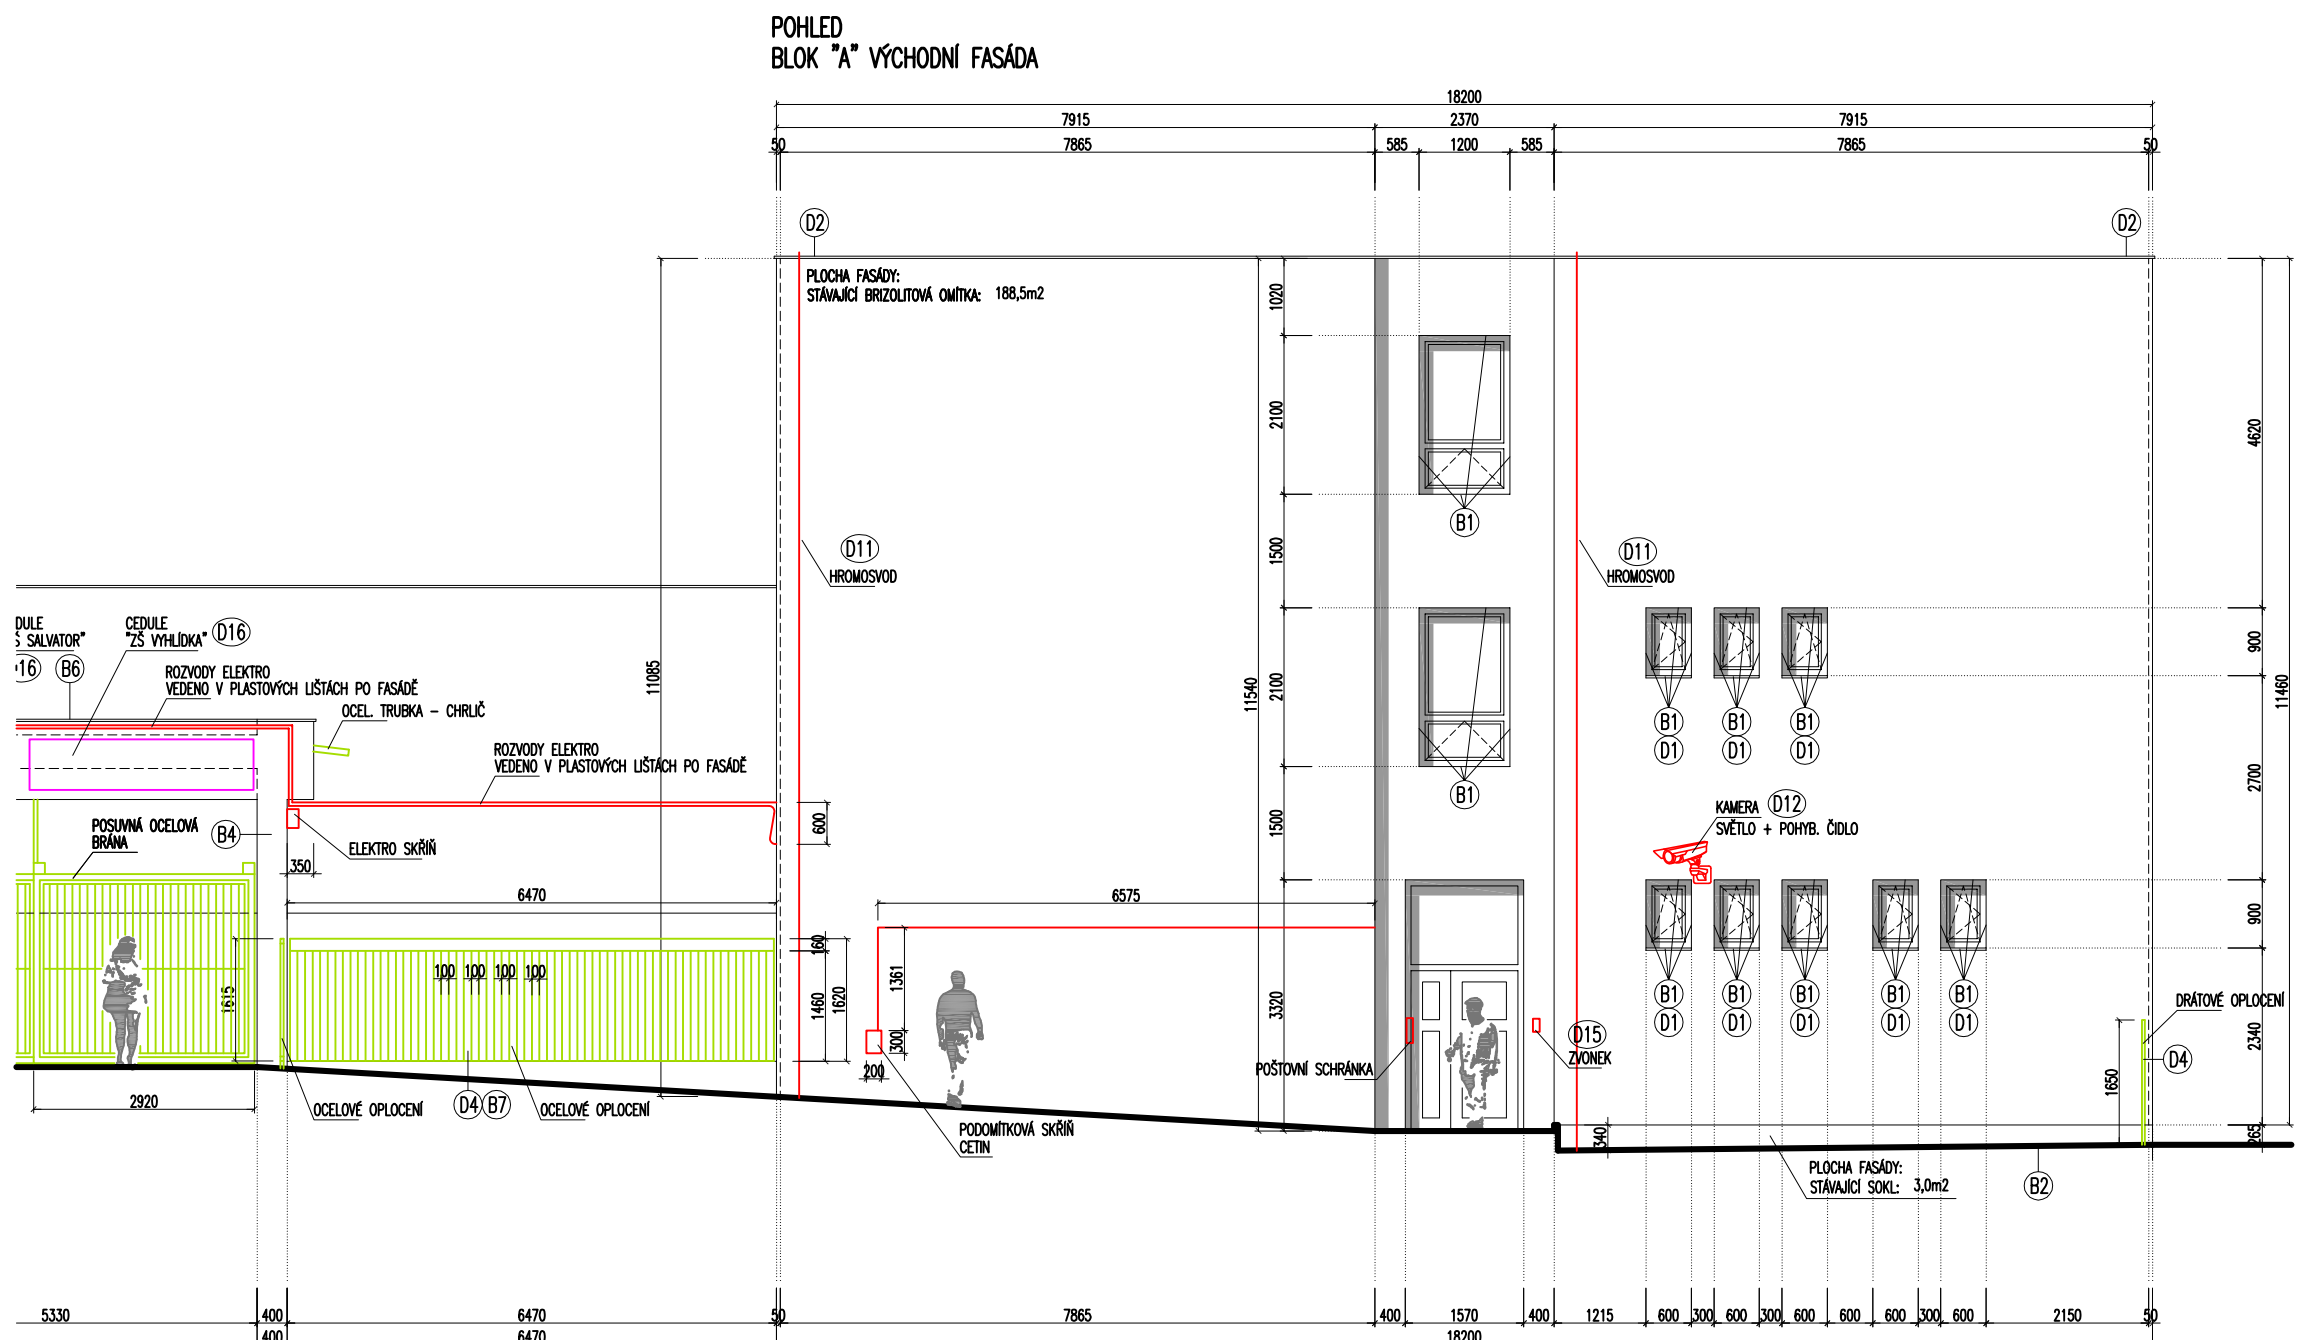 POHLED
BLOK "A" VÝCHODNÍ FASÁDA
18200
7915 2370 7915
50 7865 585 1200 585 7865 50
D2 D2
PLOCHA FASÁDY:
STÁVAJÍCÍ BRIZOLITOVÁ OMÍTKA: 188,5m2
1020
2100
4620
B1
D11
HROMOSVOD
1500
D11
HROMOSVOD
DULE
Š SALVATOR"
16
B6
CEDULE
"ZŠ VYHLÍDKA"
D16
ROZVODY ELEKTRO
VEDENO V PLASTOVÝCH LIŠTÁCH PO FASÁDĚ
OCEL. TRUBKA – CHRLIČ
11085
11540
2100
900
11460
B1 B1 B1
D1 D1 D1
ROZVODY ELEKTRO
VEDENO V PLASTOVÝCH LIŠTÁCH PO FASÁDĚ
B1
2700
KAMERA D12
SVĚTLO + POHYB. ČIDLO
POSUVNÁ OCELOVÁ
BRÁNA
B4
ELEKTRO SKŘÍŇ
600
1500
350
6470
6575
900
160
100 100 100 100
1361
1615
1460
1620
3320
B1 B1 B1 B1 B1
D1 D1 D1 D1 D1
DRÁTOVÉ OPLOCENÍ
2340
300
200
POŠTOVNÍ SCHRÁNKA
D15
ZVONEK
D4
1650
2920
OCELOVÉ OPLOCENÍ
D4 B7
OCELOVÉ OPLOCENÍ
PODOMÍTKOVÁ SKŘÍŇ
CETIN
340
265
PLOCHA FASÁDY:
STÁVAJÍCÍ SOKL: 3,0m2
B2
5330 400 6470 50 7865 400 1570 400 1215 600 300 600 300 600 600 600 300 600 2150 50
400 6470 18200